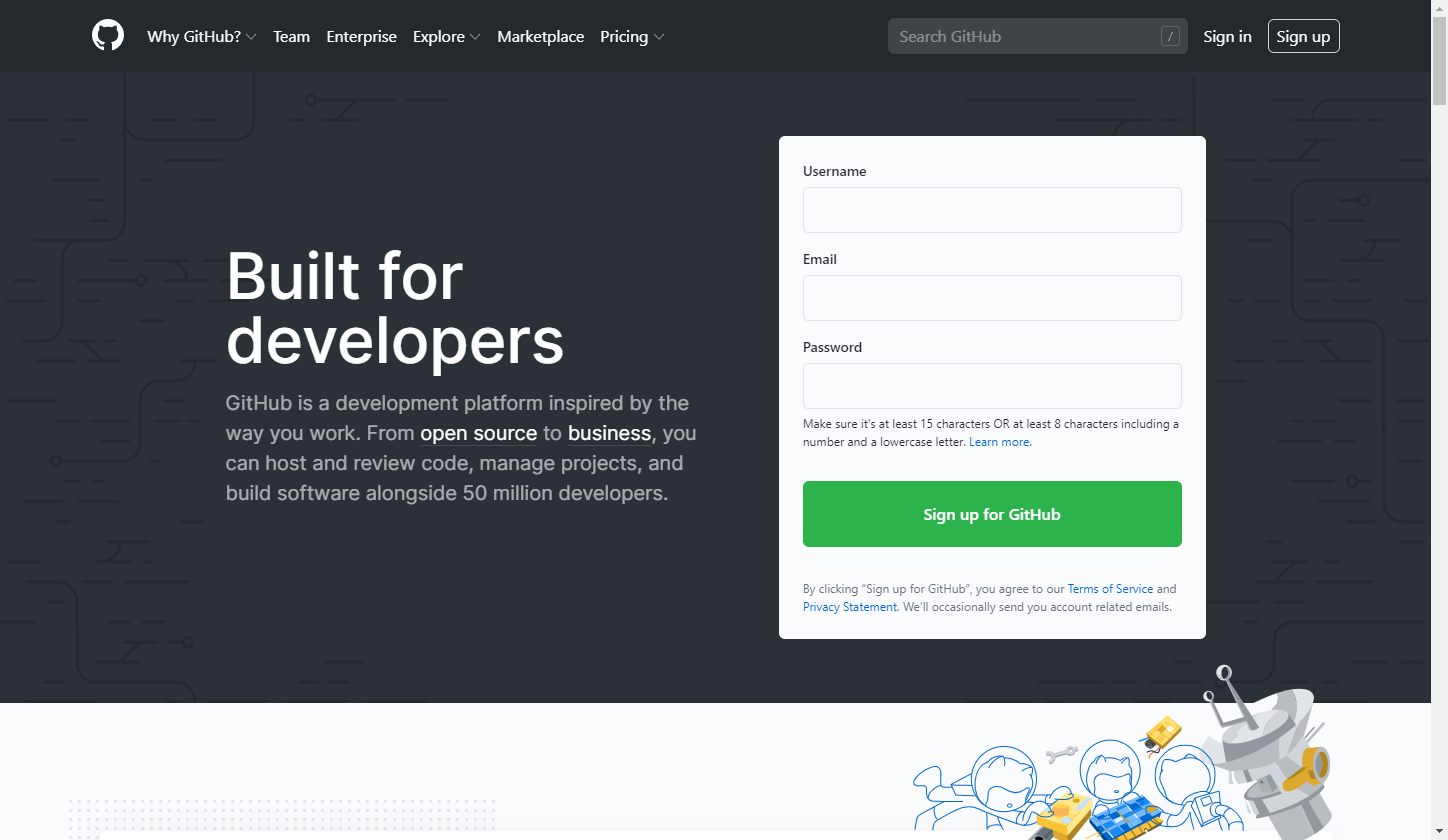 Why GitHub? Team Enterprise Explore Marketplace Pricing Search GitHub / Sign in Sign up
Built for
developers
GitHub is a development platform inspired by the
way you work. From open source to business, you
can host and review code, manage projects, and
build software alongside 50 million developers.
Username
Email
Password
Make sure it's at least 15 characters OR at least 8 characters including a
number and a lowercase letter. Learn more.
Sign up for GitHub
By clicking “Sign up for GitHub”, you agree to our Terms of Service and
Privacy Statement. We’ll occasionally send you account related emails.